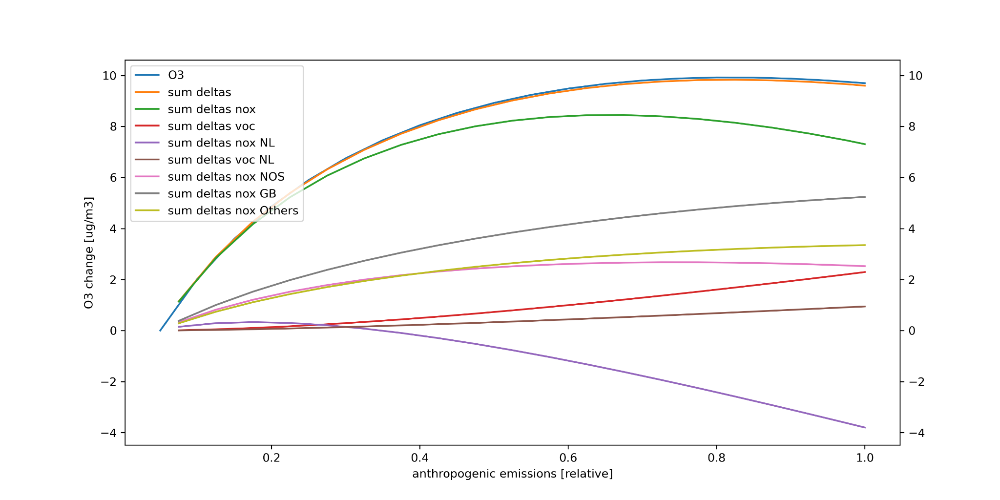 O3
sum deltas
sum deltas nox
sum deltas voc
sum deltas nox NL
sum deltas voc NL
sum deltas nox NOS
sum deltas nox GB
sum deltas nox Others
O3 change [ug/m3]
10
8
6
4
2
0
−2
−4
10
8
6
4
2
0
−2
−4
0.2 0.4 0.6 0.8 1.0
anthropogenic emissions [relative]